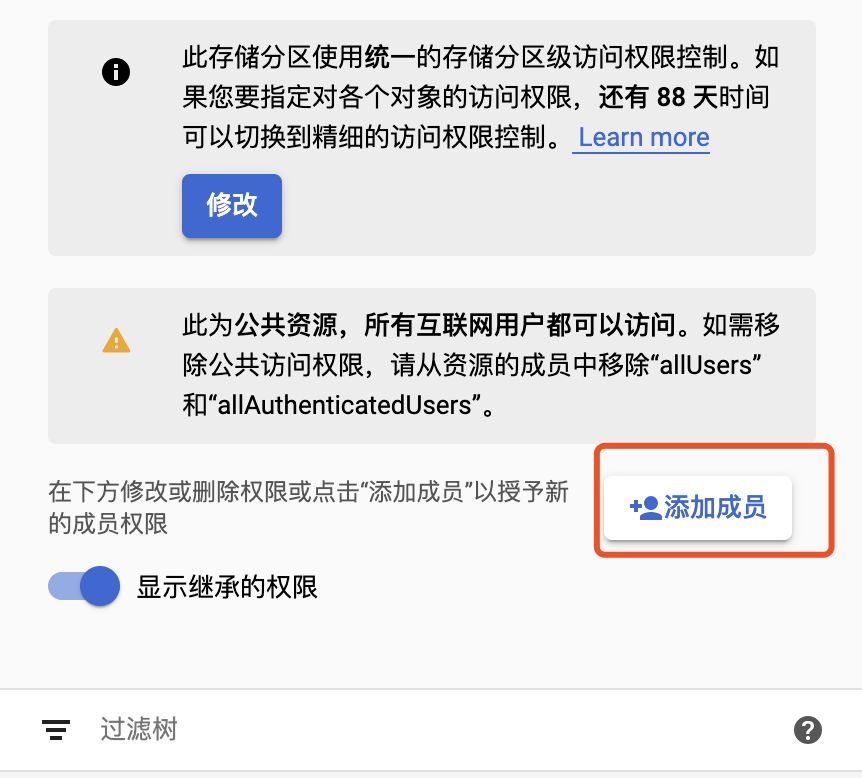 此存储分区使用统一的存储分区级访问权限控制。如
果您要指定对各个对象的访问权限，还有 88 天时间
可以切换到精细的访问权限控制。 Learn more
修改
此为公共资源，所有互联网用户都可以访问。如需移
除公共访问权限，请从资源的成员中移除“allUsers”
和“allAuthenticatedUsers”。
在下方修改或删除权限或点击“添加成员”以授予新
的成员权限
添加成员
显示继承的权限
过滤树